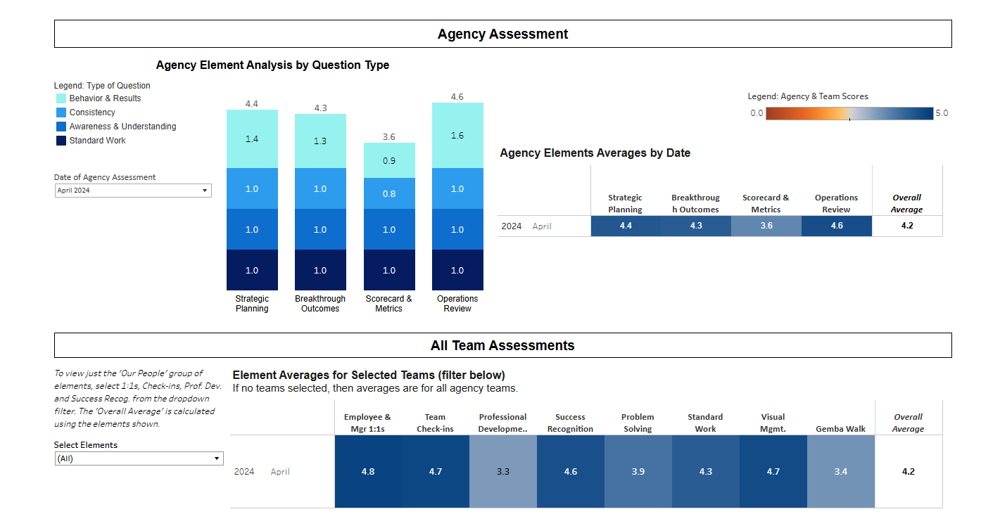 Agency Assessment
Agency Element Analysis by Question Type
Legend: Type of Question
Behavior & Results
Consistency
Awareness & Understanding
Standard Work
Date of Agency Assessment
April 2024
4.4
4.3
3.6
4.6
1.4
1.3
0.9
1.6
1.0
1.0
0.8
1.0
1.0
1.0
1.0
1.0
1.0
1.0
1.0
1.0
Strategic
Planning
Breakthrough
Outcomes
Scorecard &
Metrics
Operations
Review
Legend: Agency & Team Scores
0.0
5.0
Agency Elements Averages by Date
Strategic
Planning
Breakthroug
h Outcomes
Scorecard &
Metrics
Operations
Review
Overall
Average
2024 April 4.4 4.3 3.6 4.6 4.2
All Team Assessments
To view just the 'Our People' group of
elements, select 1:1s, Check-ins, Prof. Dev.
and Success Recog. from the dropdown
filter. The 'Overall Average' is calculated
using the elements shown.
Select Elements
(All)
Element Averages for Selected Teams (filter below)
If no teams selected, then averages are for all agency teams.
Employee &
Mgr 1:1s
Team
Check-ins
Professional
Developme..
Success
Recognition
Problem
Solving
Standard
Work
Visual
Mgmt.
Gemba Walk
Overall
Average
2024 April 4.8 4.7 3.3 4.6 3.9 4.3 4.7 3.4 4.2